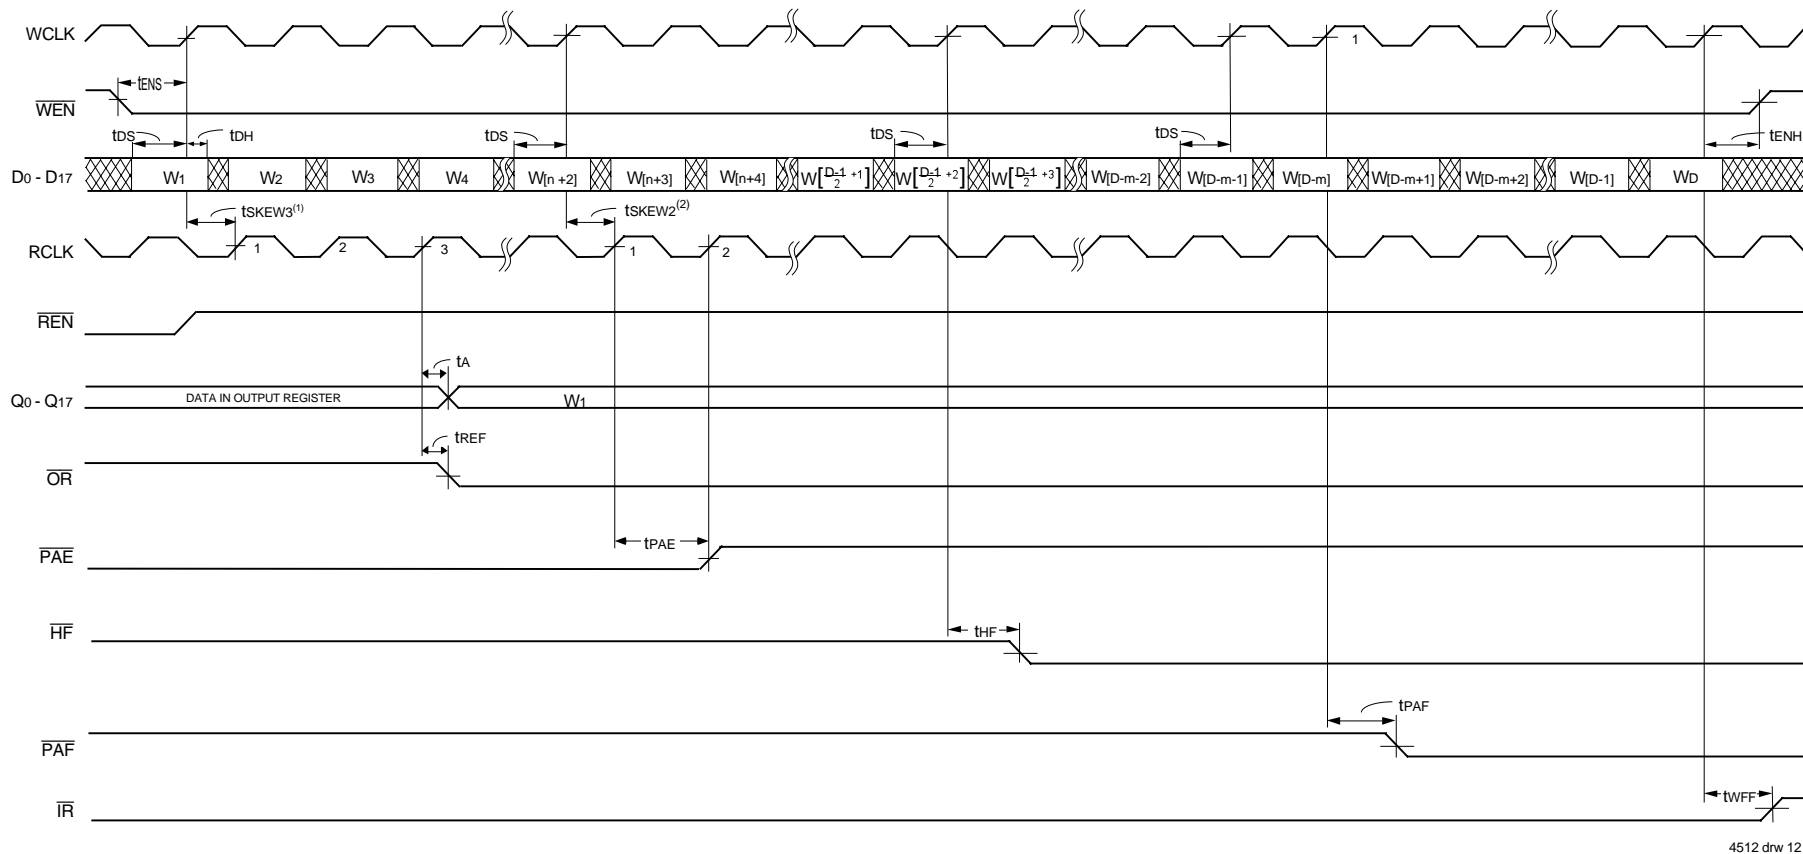 WCLK 1
tENS
WEN
tDS tDH tDS tDS tDS tENH
D0 - D17 W1 W2 W3 W4 W[n +2] W[n+3] W[n+4] W[D-1/2 +1] W[D-1/2 +2] W[D-1/2 +3] W[D-m-2] W[D-m-1] W[D-m] W[D-m+1] W[D-m+2] W[D-1] WD
tSKEW3(1) tSKEW2(2)
RCLK 1 2 3 1 2
REN
tA
Q0 - Q17 DATA IN OUTPUT REGISTER W1
tREF
OR
tPAE
PAE
HF tHF
tPAF
PAF
tWFF
IR
4512 drw 12